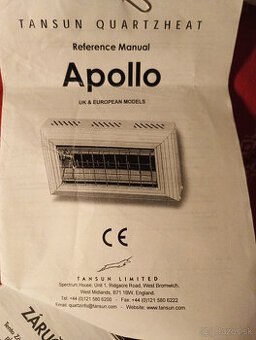 TANSUN QUARTZHEAT
Reference Manual
Apollo
UK & EUROPEAN MODELS
CE
TANSUN LIMITED
Spectrum House, Unit 1, Ridgacre Road, West Bromwich,
West Midlands, B71 1BW, England.
Tel: +44 (0)121 580 6200 - Fax: +44 (0)121 580 6222
Email: quartzinfo@tansun.com - Website: www.tansun.com
ZÁRUČ